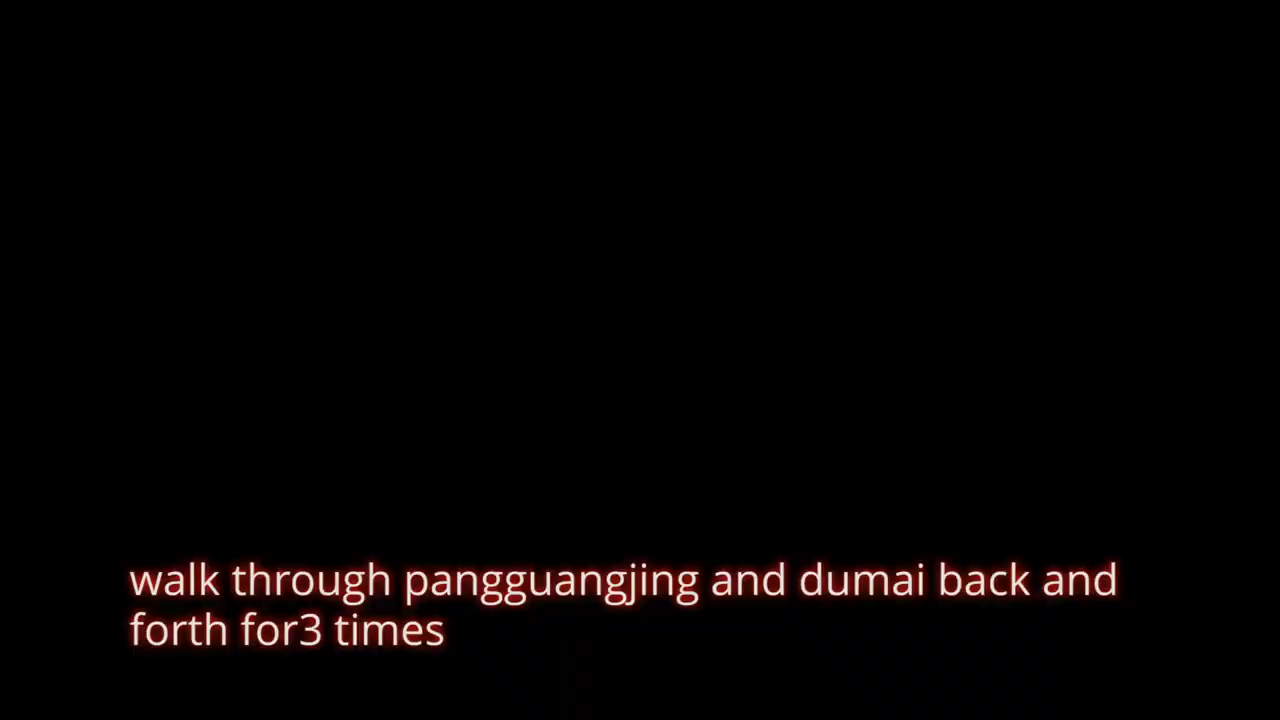 walk through pangguangjing and dumai back and
forth for3 times